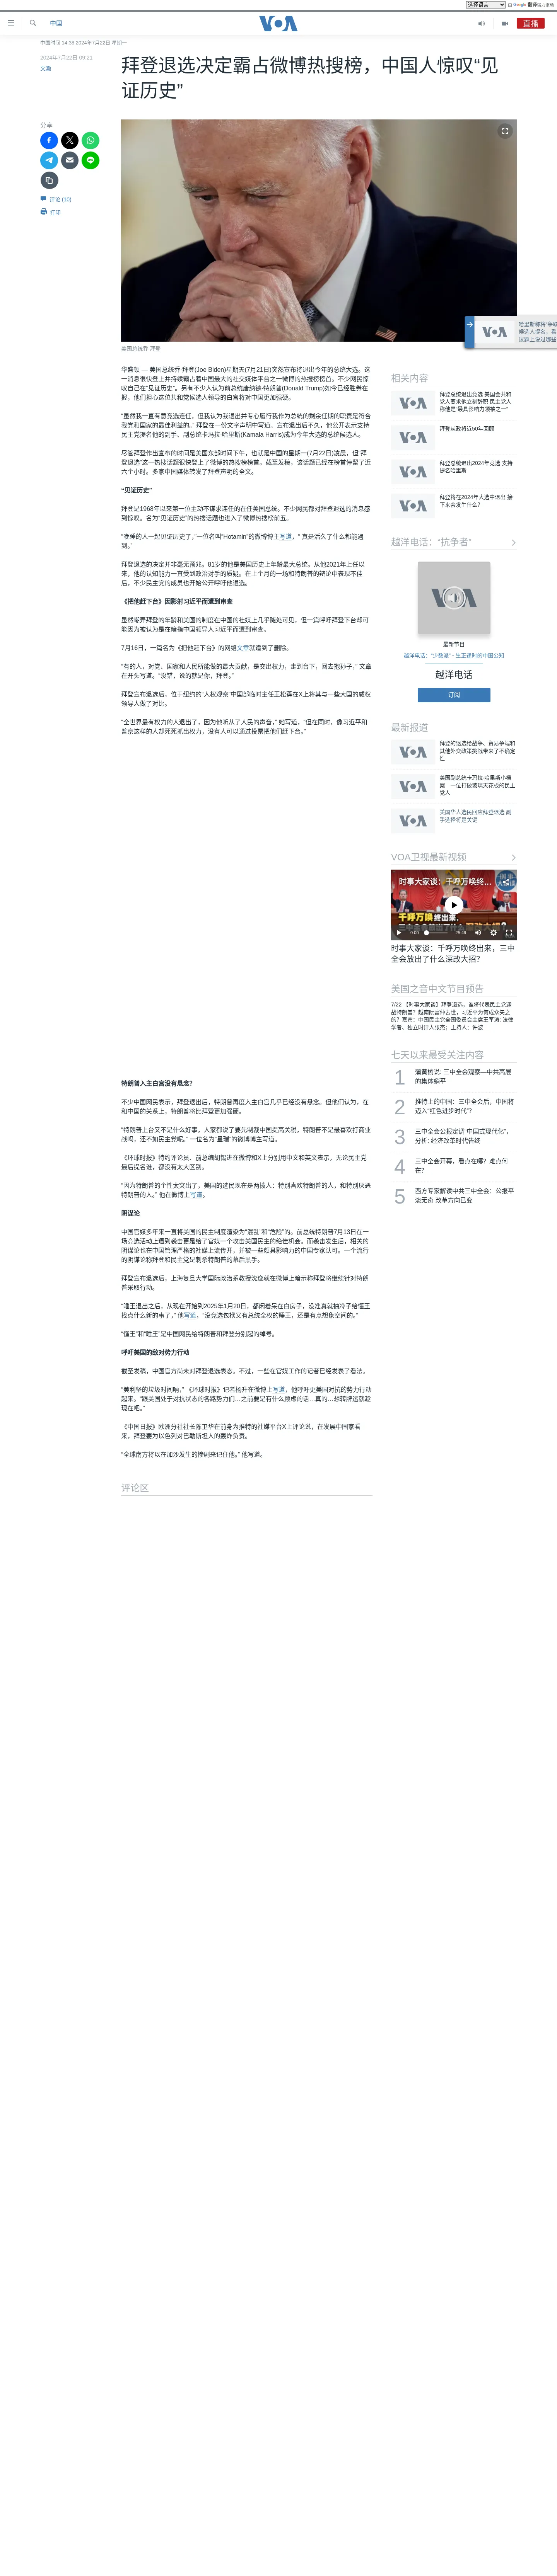 选择语言
由 Google 翻译强力驱动
中国
VOA
直播
中国时间 14:38 2024年7月22日 星期一
2024年7月22日 09:21
文灏
拜登退选决定霸占微博热搜榜，中国人惊叹“见
证历史”
分享
评论 (10)
打印
美国总统乔·拜登
哈里斯称将“争取
VOA
候选人提名，看
议题上说过哪些
华盛顿 — 美国总统乔·拜登(Joe Biden)星期天(7月21日)突然宣布将退出今年的总统大选。这
一消息很快登上并持续霸占着中国最大的社交媒体平台之一微博的热搜榜榜首。不少网民惊
叹自己在“见证历史”。另有不少人认为前总统唐纳德·特朗普(Donald Trump)如今已经胜券在
握，他们担心这位共和党候选人领导的白宫将对中国更加强硬。
“虽然我一直有意竞选连任，但我认为我退出并专心履行我作为总统的剩余任期的职责是符合
我党和国家的最佳利益的。” 拜登在一份文字声明中写道。宣布退出后不久，他公开表示支持
民主党提名他的副手、副总统卡玛拉·哈里斯(Kamala Harris)成为今年大选的总统候选人。
尽管拜登作出宣布的时间是美国东部时间下午，也就是中国的星期一(7月22日)凌晨，但“拜
登退选”这一热搜话题很快登上了微博的热搜榜榜首。截至发稿，该话题已经在榜首停留了近
六个小时。多家中国媒体转发了拜登声明的全文。
“见证历史”
拜登是1968年以来第一位主动不谋求连任的在任美国总统。不少网民都对拜登退选的消息感
到惊叹。名为“见证历史”的热搜话题也进入了微博热搜榜前五。
“晚睡的人一起见证历史了,” 一位名叫“Hotamin”的微博博主写道，“ 真是活久了什么都能遇
到。”
拜登退选的决定并非毫无预兆。81岁的他是美国历史上年龄最大总统。从他2021年上任以
来，他的认知能力一直受到政治对手的质疑。在上个月的一场和特朗普的辩论中表现不佳
后，不少民主党的成员也开始公开呼吁他退选。
《把他赶下台》因影射习近平而遭到审查
虽然嘲弄拜登的年龄和美国的制度在中国的社媒上几乎随处可见，但一篇呼吁拜登下台却可
能因为被认为是在暗指中国领导人习近平而遭到审查。
7月16日，一篇名为《把他赶下台》的网络文章就遭到了删除。
“有的人，对党、国家和人民所能做的最大贡献，是交出权力，走到台下，回去抱孙子，” 文章
在开头写道。“没错，说的就是你，拜登。”
拜登宣布退选后，位于纽约的“人权观察”中国部临时主任王松莲在X上将其与一些大国的威权
领导人做了对比。
“全世界最有权力的人退出了，因为他听从了人民的声音，” 她写道，“但在同时，像习近平和
普京这样的人却死死抓出权力，没有人可以通过投票把他们赶下台。”
特朗普入主白宫没有悬念?
不少中国网民表示，拜登退出后，特朗普再度入主白宫几乎已经没有悬念。但他们认为，在
和中国的关系上，特朗普将比拜登更加强硬。
“特朗普上台又不是什么好事，人家都说了要先制裁中国提高关税，特朗普不是最喜欢打商业
战吗，还不如民主党呢。” 一位名为“星瑞”的微博博主写道。
《环球时报》特约评论员、前总编胡锡进在微博和X上分别用中文和英文表示，无论民主党
最后提名谁，都没有太大区别。
“因为特朗普的个性太突出了，美国的选民现在是两拨人：特别喜欢特朗普的人，和特别厌恶
特朗普的人。” 他在微博上写道。
阴谋论
中国官媒多年来一直将美国的民主制度渲染为“混乱”和“危险”的。前总统特朗普7月13日在一
场竞选活动上遭到袭击更是给了官媒一个攻击美国民主的绝佳机会。而袭击发生后，相关的
阴谋论也在中国管理严格的社媒上流传开，并被一些颇具影响力的中国专家认可。一个流行
的阴谋论称拜登和民主党是刺杀特朗普的幕后黑手。
拜登宣布退选后，上海复旦大学国际政治系教授沈逸就在微博上暗示称拜登将继续针对特朗
普采取行动。
“睡王退出之后，从现在开始到2025年1月20日，都闲着呆在白房子，没准真就抽冷子给懂王
找点什么新的事了，” 他写道，“没竞选包袱又有总统全权的睡王，还是有点想象空间的。”
“懂王”和“睡王”是中国网民给特朗普和拜登分别起的绰号。
呼吁美国的敌对势力行动
截至发稿，中国官方尚未对拜登退选表态。不过，一些在官媒工作的记者已经发表了看法。
“美利坚的垃圾时间呐，” 《环球时报》记者杨升在微博上写道，他呼吁更美国对抗的势力行动
起来。“跟美国处于对抗状态的各路势力们…之前要是有什么顾虑的话…真的…想转牌运就趁
现在吧。”
《中国日报》欧洲分社社长陈卫华在前身为推特的社媒平台X上评论说，在发展中国家看
来，拜登要为以色列对巴勒斯坦人的轰炸负责。
“全球南方将以在加沙发生的惨剧来记住他。” 他写道。
评论区
相关内容
拜登总统退出竞选 美国会共和
党人要求他立刻辞职 民主党人
称他是“最具影响力领袖之一”
拜登从政将近50年回顾
拜登总统退出2024年竞选 支持
提名哈里斯
拜登将在2024年大选中退出 接
下来会发生什么?
越洋电话：“抗争者”
最新节目
越洋电话：“少数派” - 生正逢时的中国公知
越洋电话
订阅
最新报道
拜登的退选给战争、贸易争端和
其他外交政策挑战带来了不确定
性
美国副总统卡玛拉·哈里斯小档
案—一位打破玻璃天花板的民主
党人
美国华人选民回应拜登退选 副
手选择将是关键
VOA卫视最新视频
时事大家谈：千呼万唤终...
千呼万唤终出来，
0:00
时事大家谈：千呼万唤终出来，三中
全会放出了什么深改大招?
美国之音中文节目预告
7/22 【时事大家谈】拜登退选，谁将代表民主党迎
战特朗普？越南阮富仲去世，习近平为何成众矢之
的？ 嘉宾：中国民主党全国委员会主席王军涛; 法律
学者、独立时评人张杰；主持人：许波
七天以来最受关注内容
1
蒲黄榆说: 三中全会观察—中共高层
的集体躺平
2
推特上的中国：三中全会后，中国将
迈入“红色进步时代”?
3
三中全会公报定调“中国式现代化”，
分析: 经济改革时代告终
4
三中全会开幕，看点在哪？难点何
在?
5
西方专家解读中共三中全会：公报平
淡无奇 改革方向已变